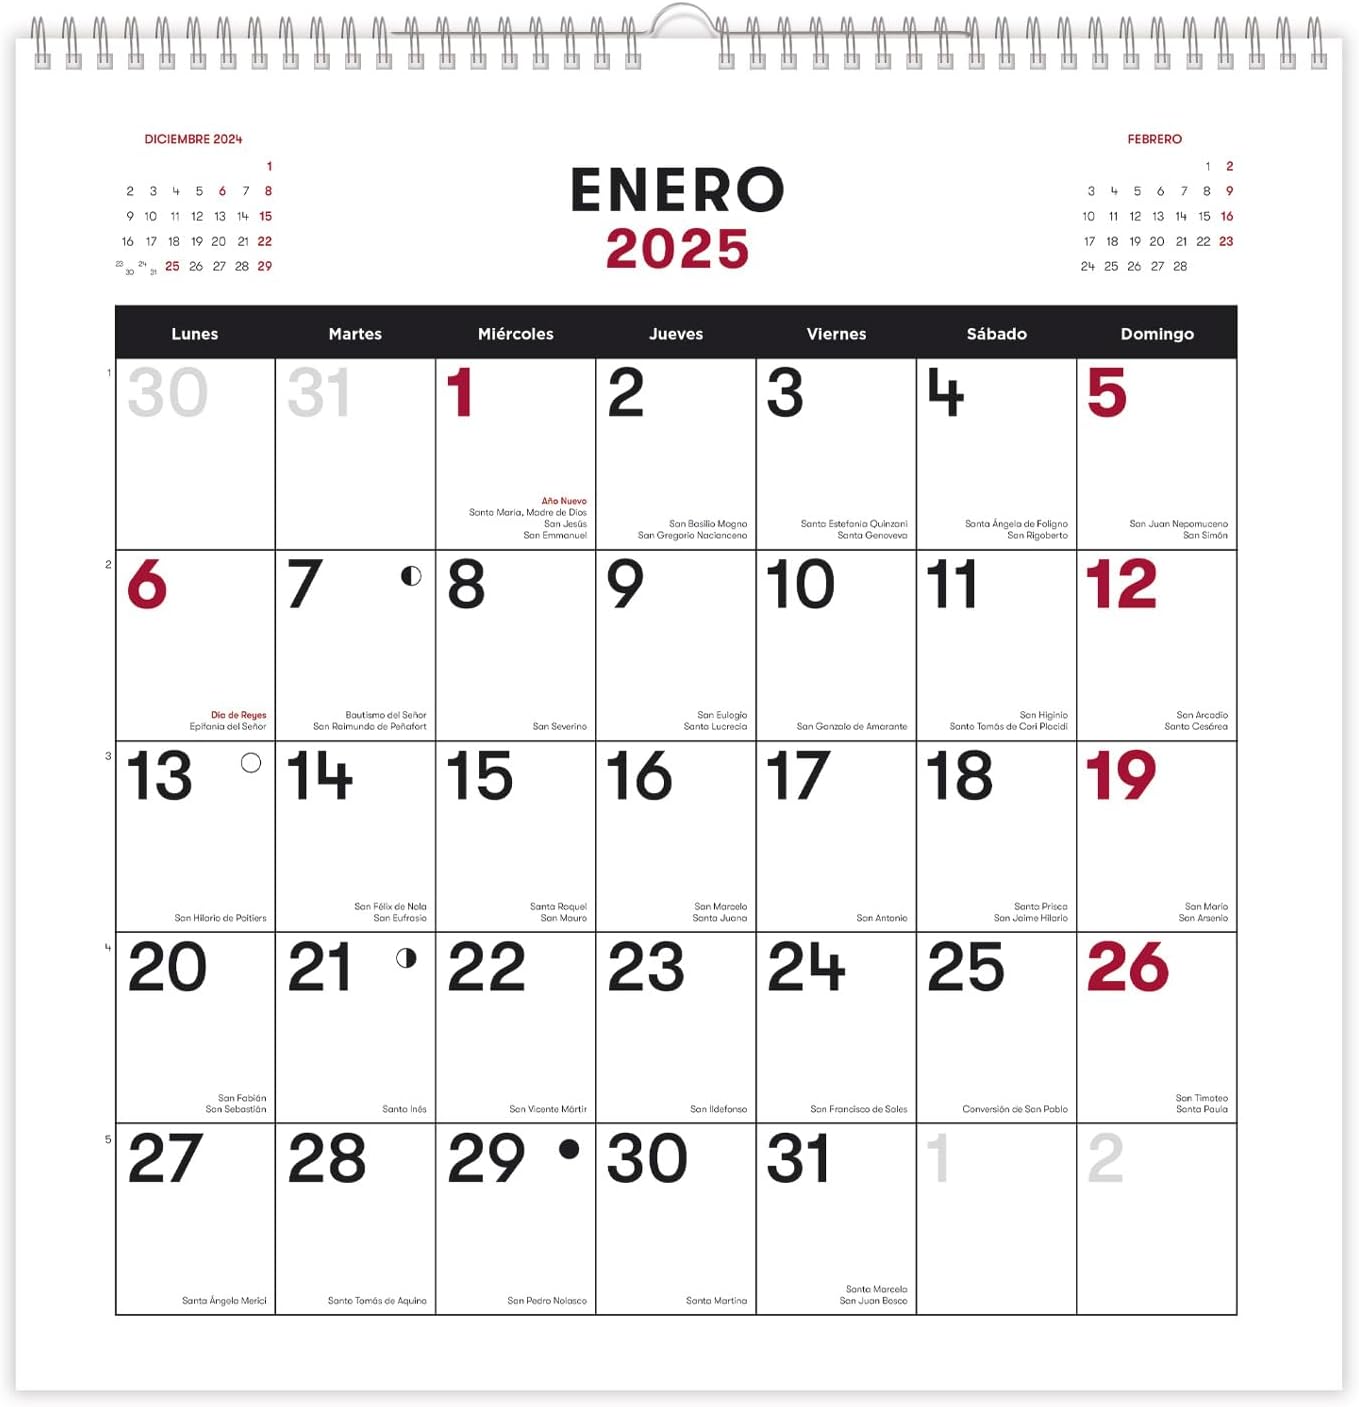 DICIEMBRE 2024
1
2 3 4 5 6 7 8
9 10 11 12 13 14 15
16 17 18 19 20 21 22
23 30 24 31 25 26 27 28 29
ENERO
2025
FEBRERO
1 2
3 4 5 6 7 8 9
10 11 12 13 14 15 16
17 18 19 20 21 22 23
24 25 26 27 28
Lunes Martes Miércoles Jueves Viernes Sábado Domingo
1
30
31
1
Año Nuevo
Santa María, Madre de Dios
San Jesús
San Emmanuel
2
San Basilio Magno
San Gregorio Nacianceno
3
Santa Estefanía Quinzani
Santa Genoveva
4
Santa Ángela de Foligno
San Rigoberto
5
San Juan Nepomuceno
San Simón
2
6
Día de Reyes
Epifanía del Señor
7
Bautismo del Señor
San Raimundo de Peñafort
8
San Severino
9
San Eulogio
Santa Lucrecia
10
San Gonzalo de Amarante
11
San Higinio
Santo Tomás de Cori Placidi
12
San Arcadio
Santa Cesárea
3
13
San Hilario de Poitiers
14
San Félix de Nola
San Eufrasio
15
Santa Raquel
San Mauro
16
San Marcelo
Santa Juana
17
San Antonio
18
Santa Prisca
San Jaime Hilario
19
San Mario
San Arsenio
4
20
San Fabián
San Sebastián
21
Santa Inés
22
San Vicente Mártir
23
San Ildefonso
24
San Francisco de Sales
25
Conversión de San Pablo
26
San Timoteo
Santa Paula
5
27
Santa Ángela Merici
28
Santo Tomás de Aquino
29
San Pedro Nolasco
30
Santa Martina
31
Santa Marcela
San Juan Bosco
1
2